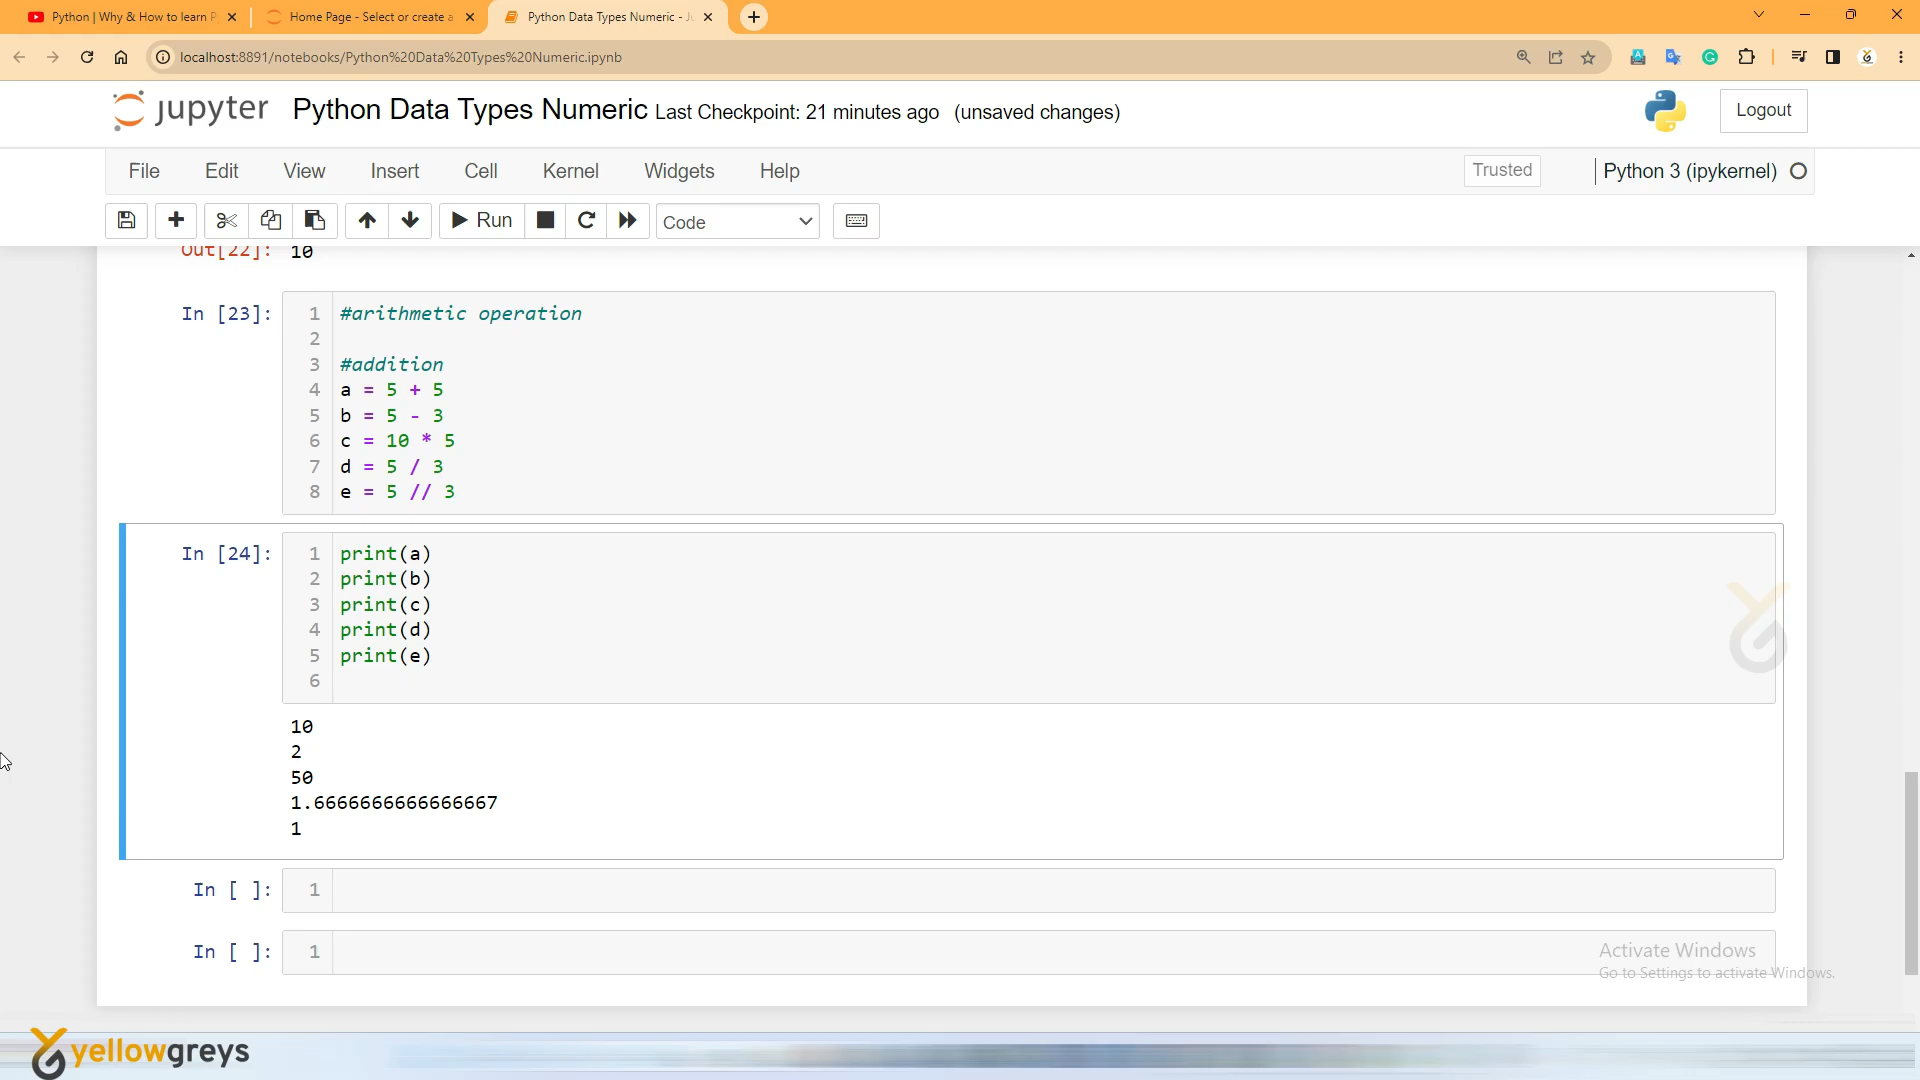 Python | Why & How to learn P
Home Page - Select or create a
Python Data Types Numeric - Ju
localhost:8891/notebooks/Python%20Data%20Types%20Numeric.ipynb
jupyter Python Data Types Numeric Last Checkpoint: 21 minutes ago (unsaved changes)
Logout
File Edit View Insert Cell Kernel Widgets Help
Trusted
Python 3 (ipykernel)
Run
Code
Out[22]: 10
In [23]:
1 #arithmetic operation
2
3 #addition
4 a = 5 + 5
5 b = 5 - 3
6 c = 10 * 5
7 d = 5 / 3
8 e = 5 // 3
In [24]:
1 print(a)
2 print(b)
3 print(c)
4 print(d)
5 print(e)
6
10
2
50
1.6666666666666667
1
In [ ]: 1
In [ ]: 1
Activate Windows
Go to Settings to activate Windows.
yellowgreys